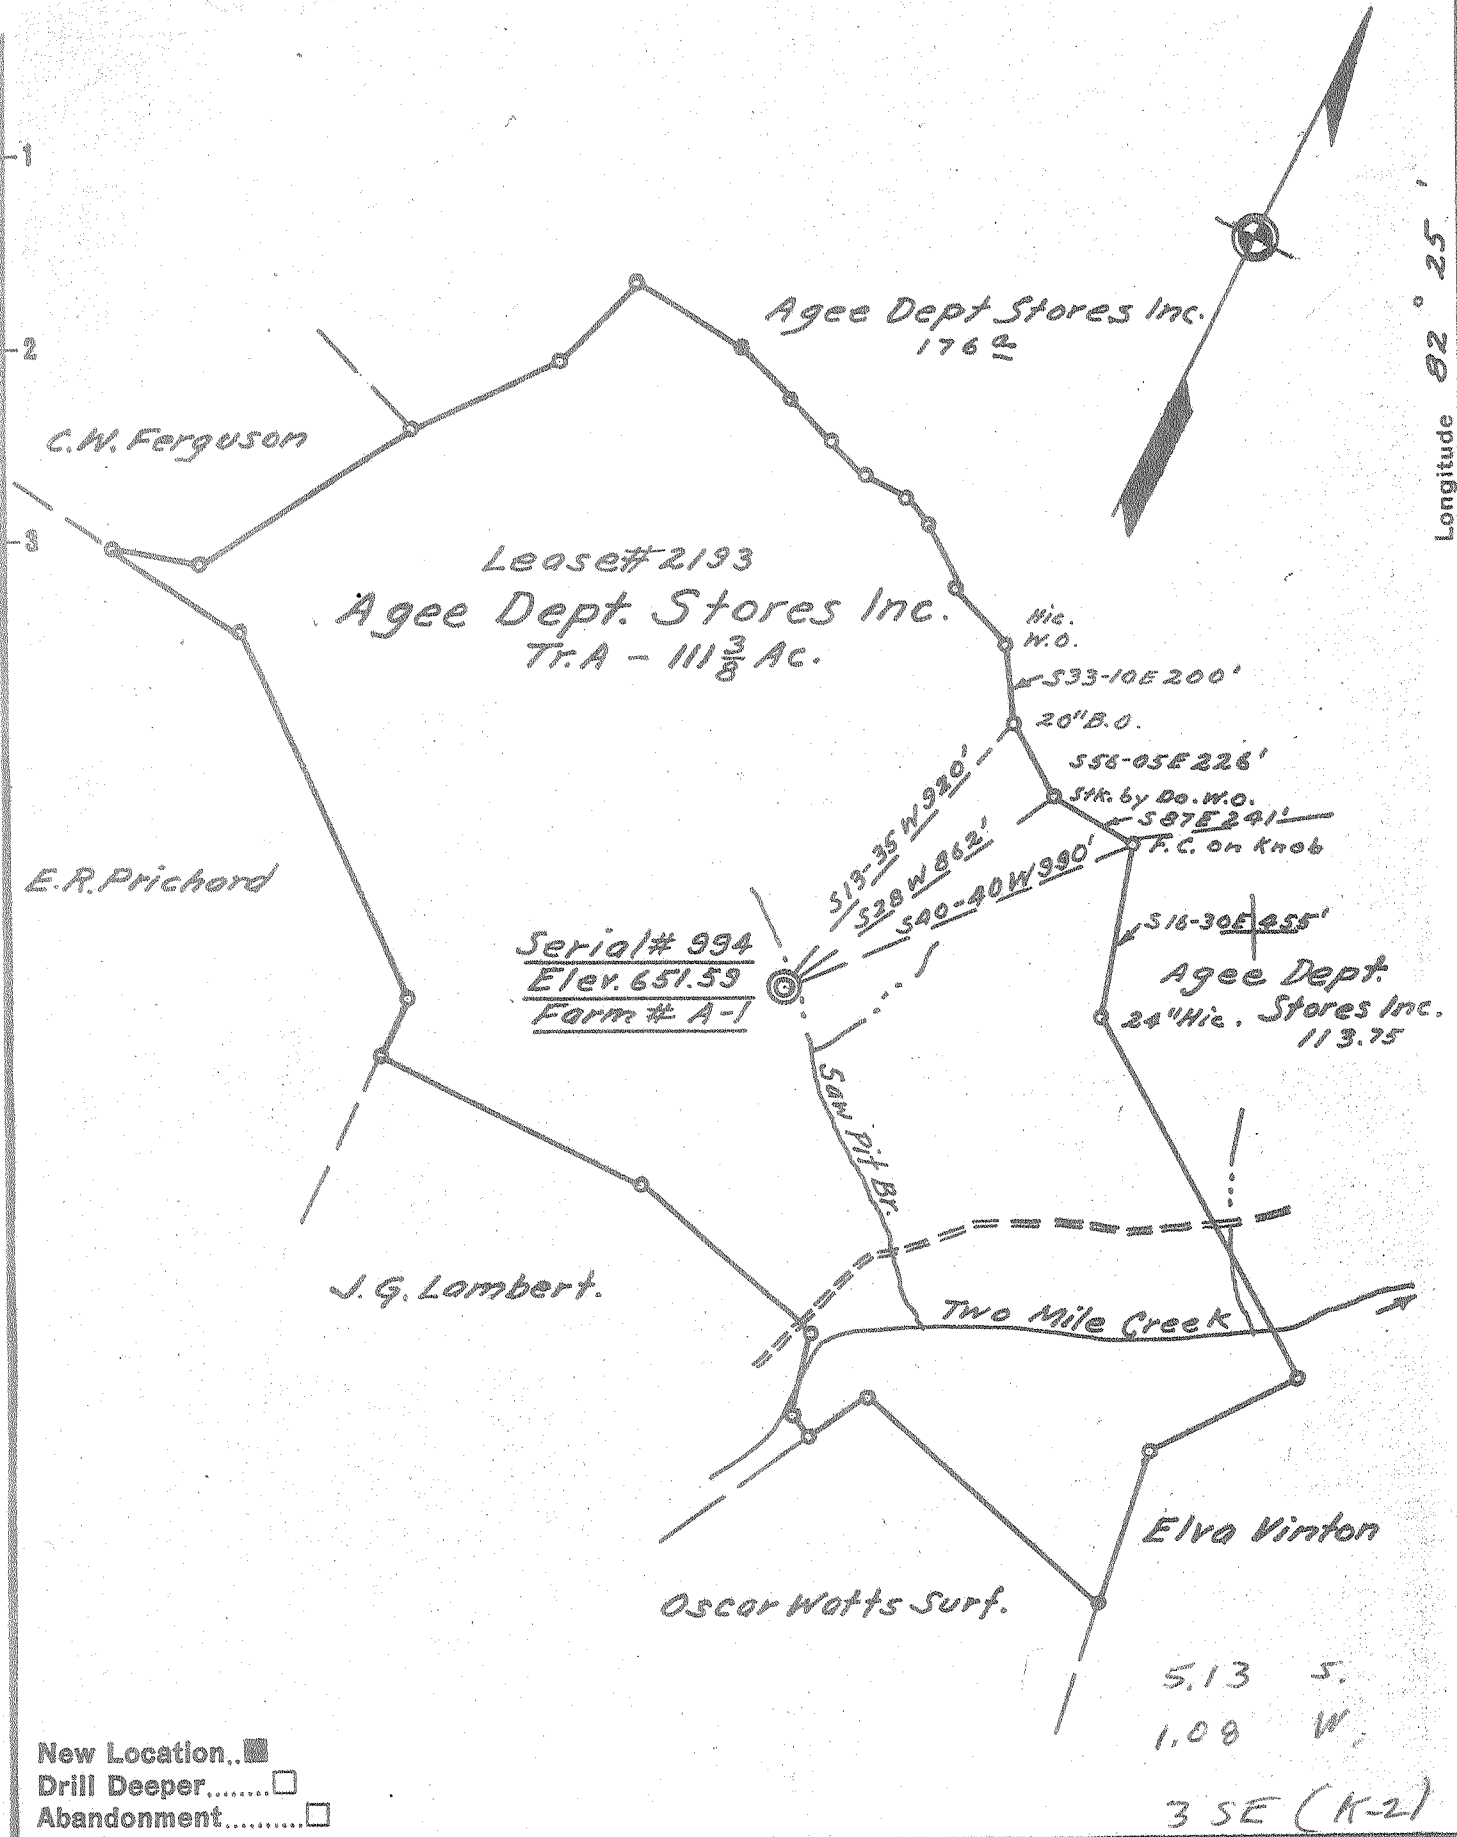 1
2
3
Longitude 82 ° 25 '
Agee Dept Stores Inc.
176 a
C.W. Ferguson
Lease# 2193
Agee Dept. Stores Inc.
Tr. A - 111 3/8 Ac.
Hic.
W.O.
S33-10E 200'
20" B.O.
S56-05E 226'
Stk. by Do. W.O.
S87E 241'
F.C. on Knob
S13-35 W 920'
S28 W 862'
S40-40W 990'
E.R. Prichard
S16-30E 455'
Serial# 994
Elev. 651.59
Farm # A-1
Agee Dept.
Stores Inc.
113.75
24" Hic.
Saw Pit Br.
J.G. Lambert.
Two Mile Creek
Elva Vinton
Oscar Watts Surf.
5.13 S.
1.08 W.
New Location..
Drill Deeper........
Abandonment..........
3 SE (K-2)